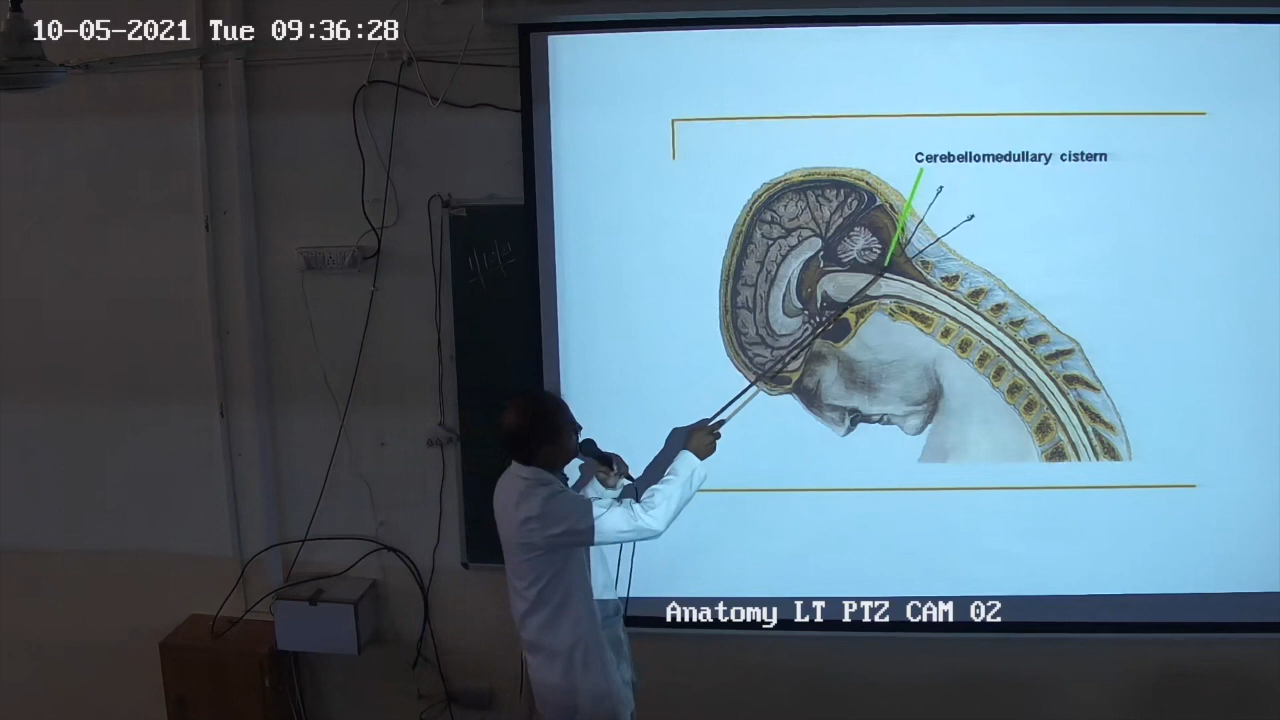 10-05-2021 Tue 09:36:28
Cerebellomedullary cistern
Anatomy LT PTZ CAM 02